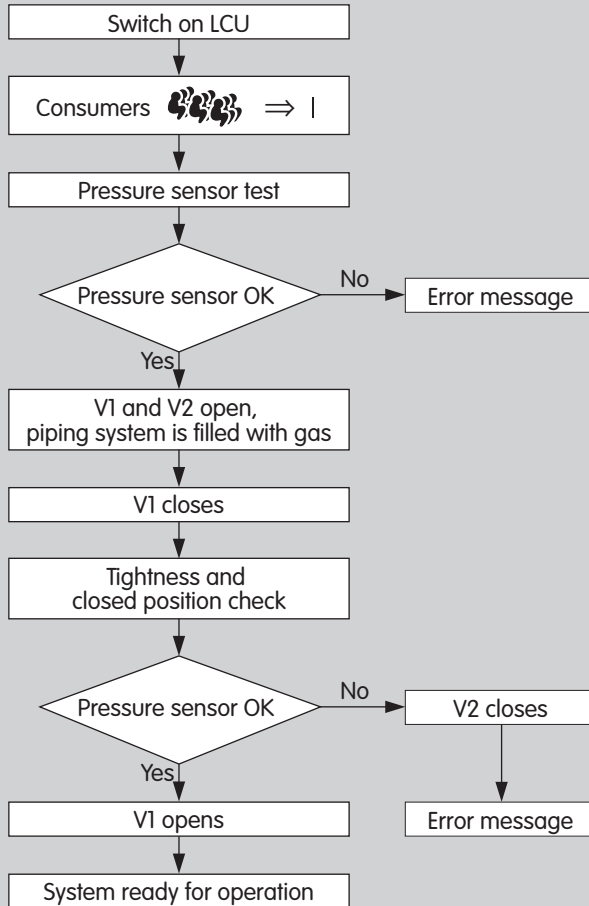 Switch on LCU
Consumers ⇒ I
Pressure sensor test
Pressure sensor OK
No
Error message
Yes
V1 and V2 open,
piping system is filled with gas
V1 closes
Tightness and
closed position check
Pressure sensor OK
No
V2 closes
Yes
V1 opens
Error message
System ready for operation